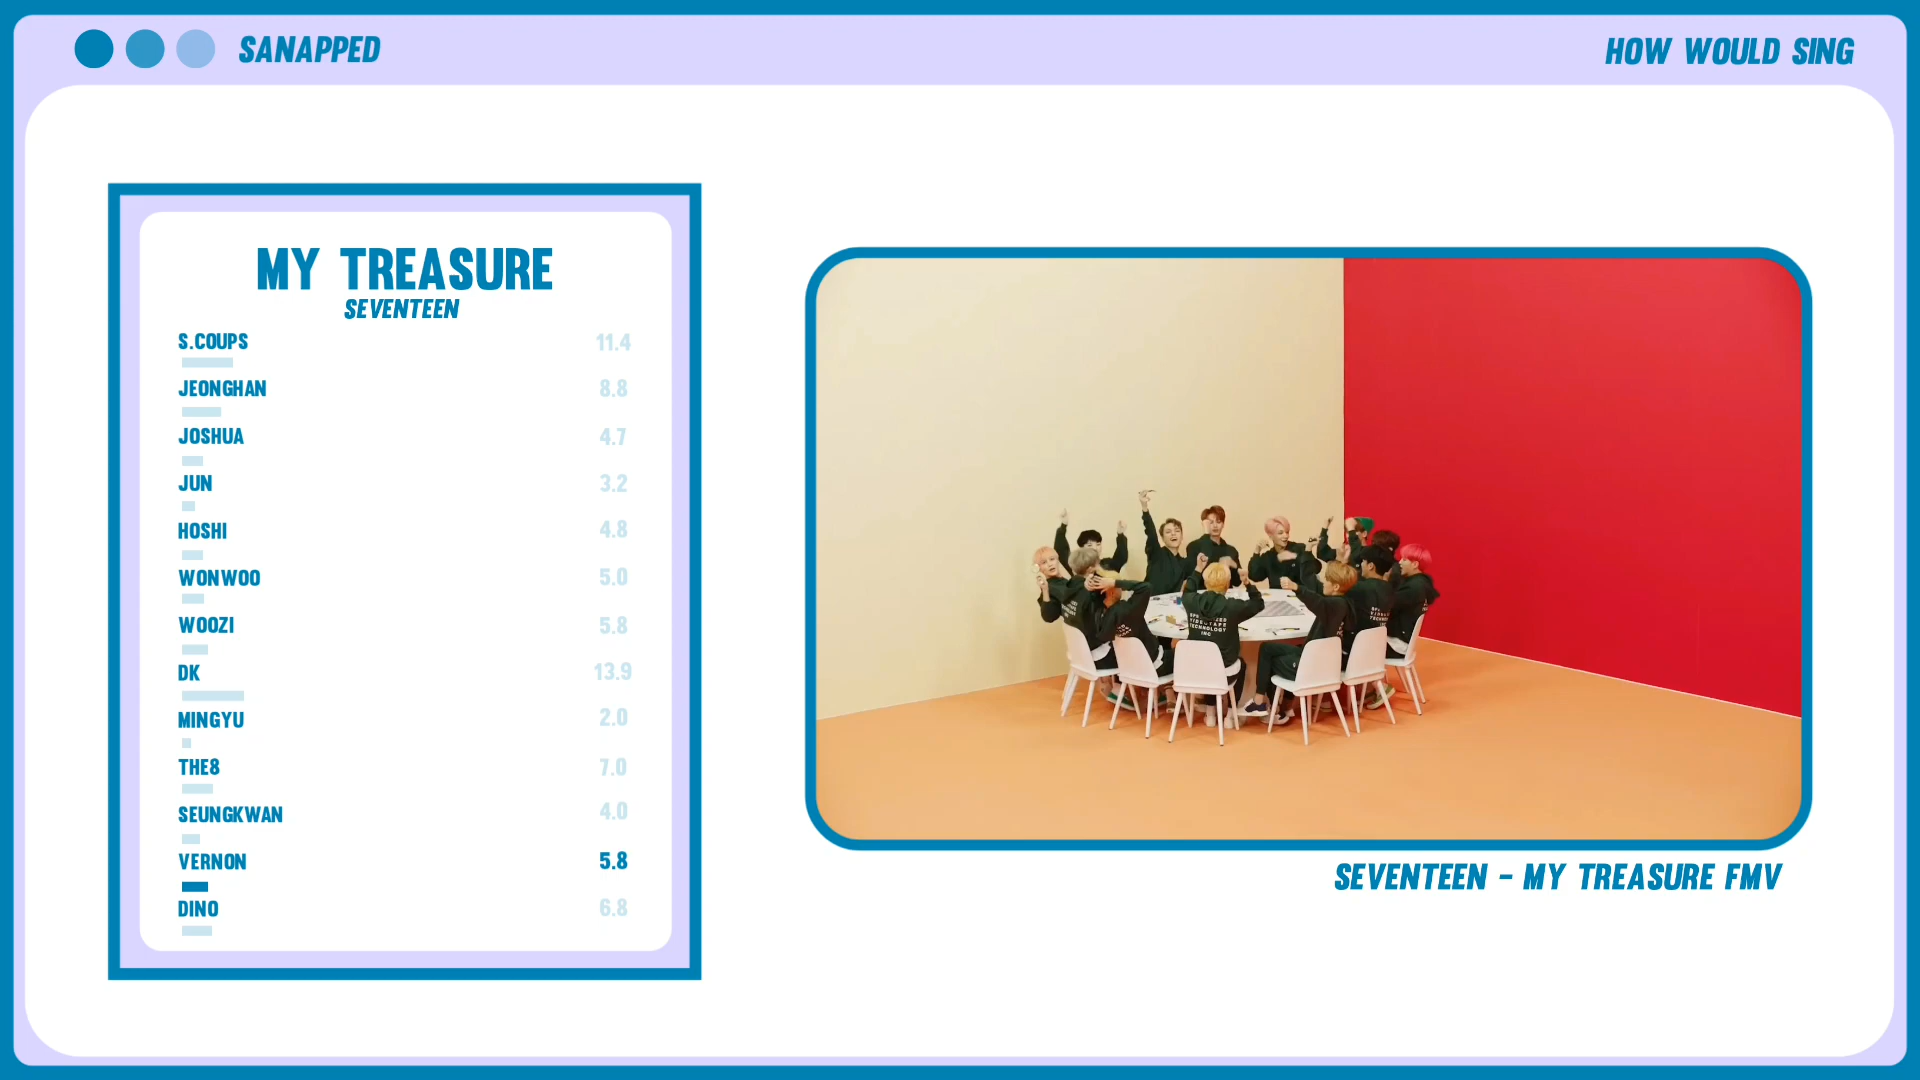 SANAPPED
HOW WOULD SING
MY TREASURE
SEVENTEEN
S.COUPS 11.4
JEONGHAN 8.8
JOSHUA 4.7
JUN 3.2
HOSHI 4.8
WONWOO 5.0
WOOZI 5.8
DK 13.9
MINGYU 2.0
THE8 7.0
SEUNGKWAN 4.0
VERNON 5.8
DINO 6.8
TECHNOLOGY
INC
SEVENTEEN - MY TREASURE FMV